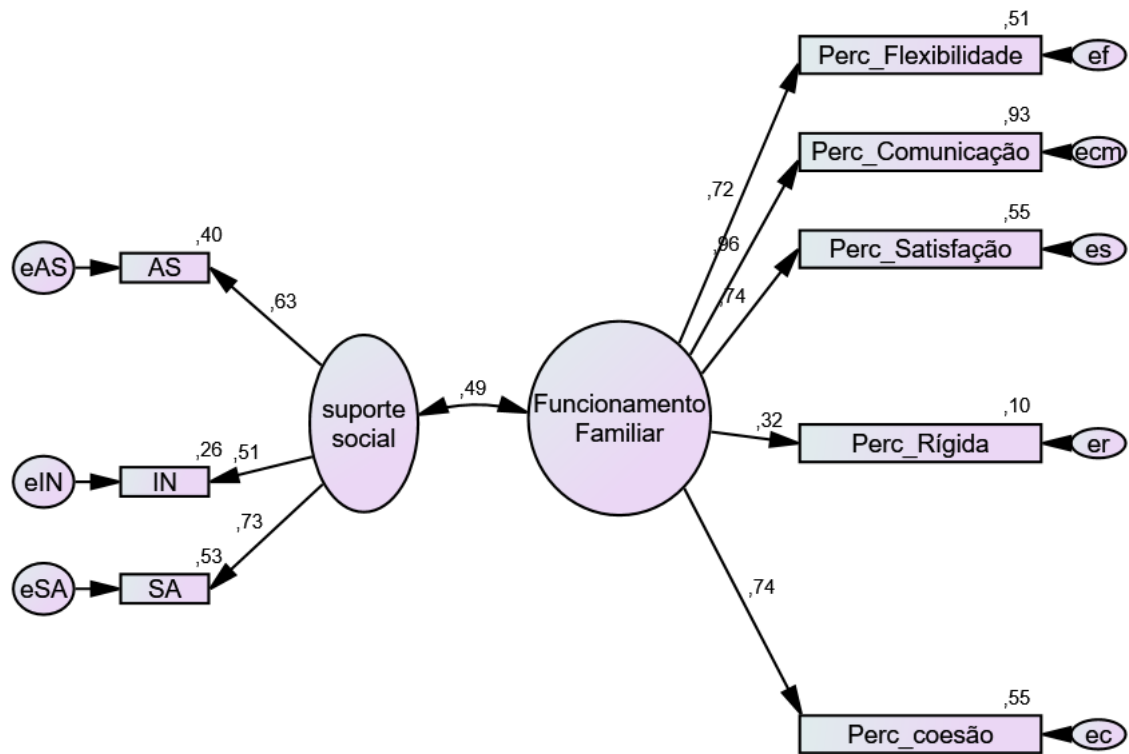 ,51
Perc_Flexibilidade
ef
,93
Perc_Comunicação
ecm
,72
,55
Perc_Satisfação
es
,96
,74
,40
eAS
AS
,63
suporte
social
,49
Funcionamento
Familiar
,32
,10
Perc_Rígida
er
,26
,51
eIN
IN
,73
,53
eSA
SA
,74
,55
Perc_coesão
ec